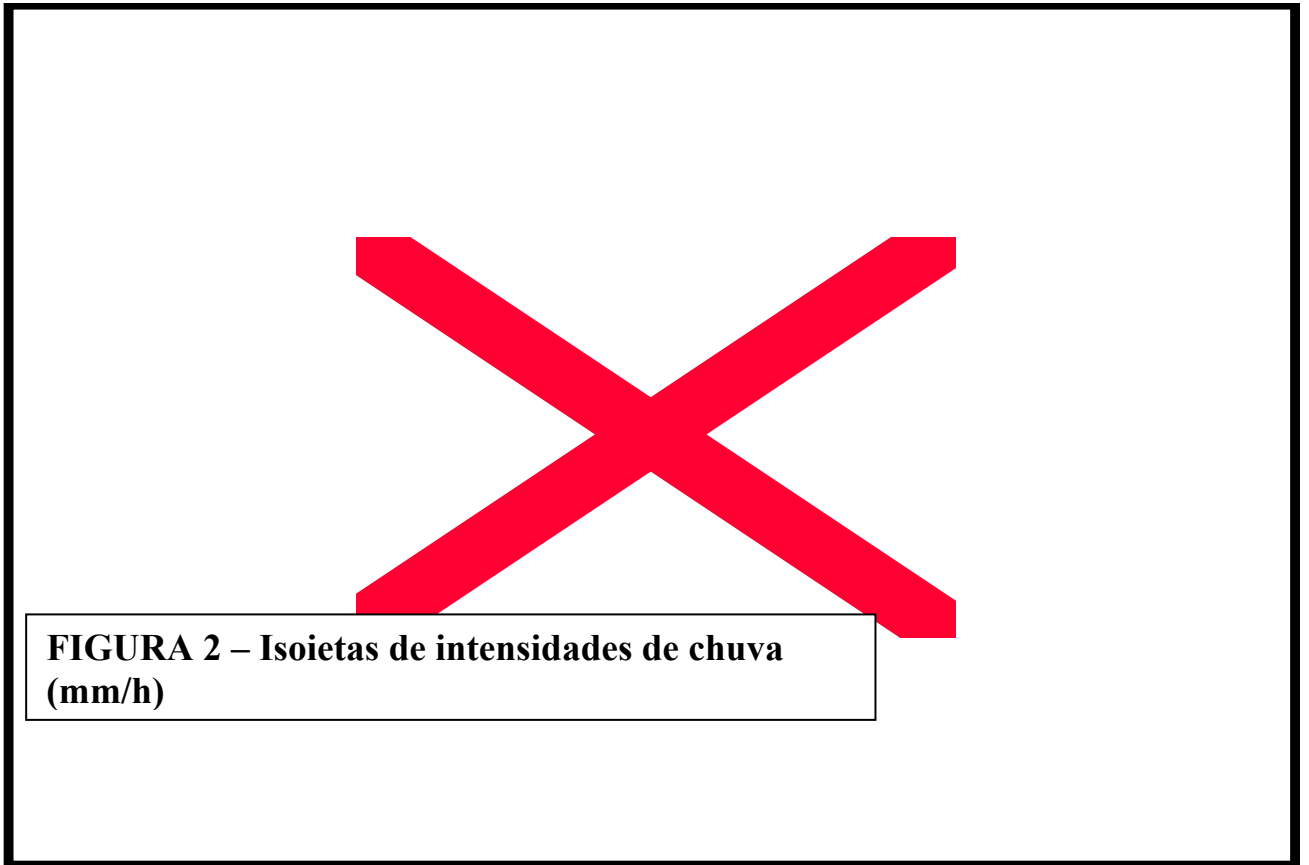 FIGURA 2 – Isoietas de intensidades de chuva
(mm/h)